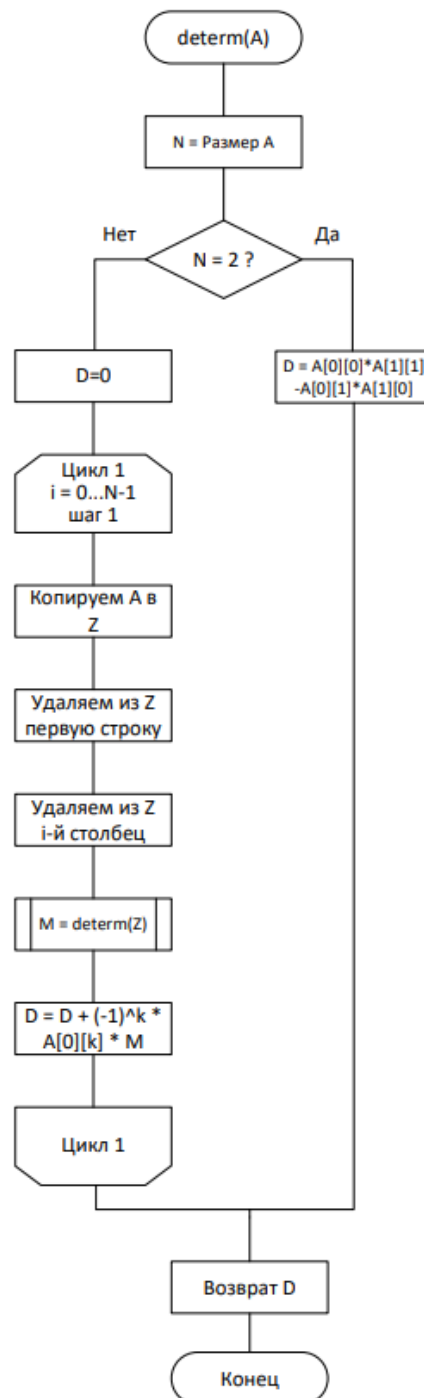 determ(A)
N = Размер A
Нет
Да
N = 2 ?
D=0
D = A[0][0]*A[1][1]
-A[0][1]*A[1][0]
Цикл 1
i = 0...N-1
шаг 1
Копируем A в
Z
Удаляем из Z
первую строку
Удаляем из Z
i-й столбец
M = determ(Z)
D = D + (-1)^k *
A[0][k] * M
Цикл 1
Возврат D
Конец